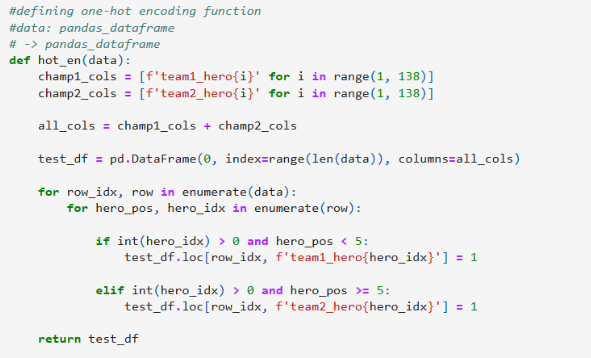 #defining one-hot encoding function
#data: pandas_dataframe
# -> pandas_dataframe
def hot_en(data):
    champ1_cols = [f'team1_hero{i}' for i in range(1, 138)]
    champ2_cols = [f'team2_hero{i}' for i in range(1, 138)]

    all_cols = champ1_cols + champ2_cols

    test_df = pd.DataFrame(0, index=range(len(data)), columns=all_cols)

    for row_idx, row in enumerate(data):
        for hero_pos, hero_idx in enumerate(row):

            if int(hero_idx) > 0 and hero_pos < 5:
                test_df.loc[row_idx, f'team1_hero{hero_idx}'] = 1

            elif int(hero_idx) > 0 and hero_pos >= 5:
                test_df.loc[row_idx, f'team2_hero{hero_idx}'] = 1

    return test_df